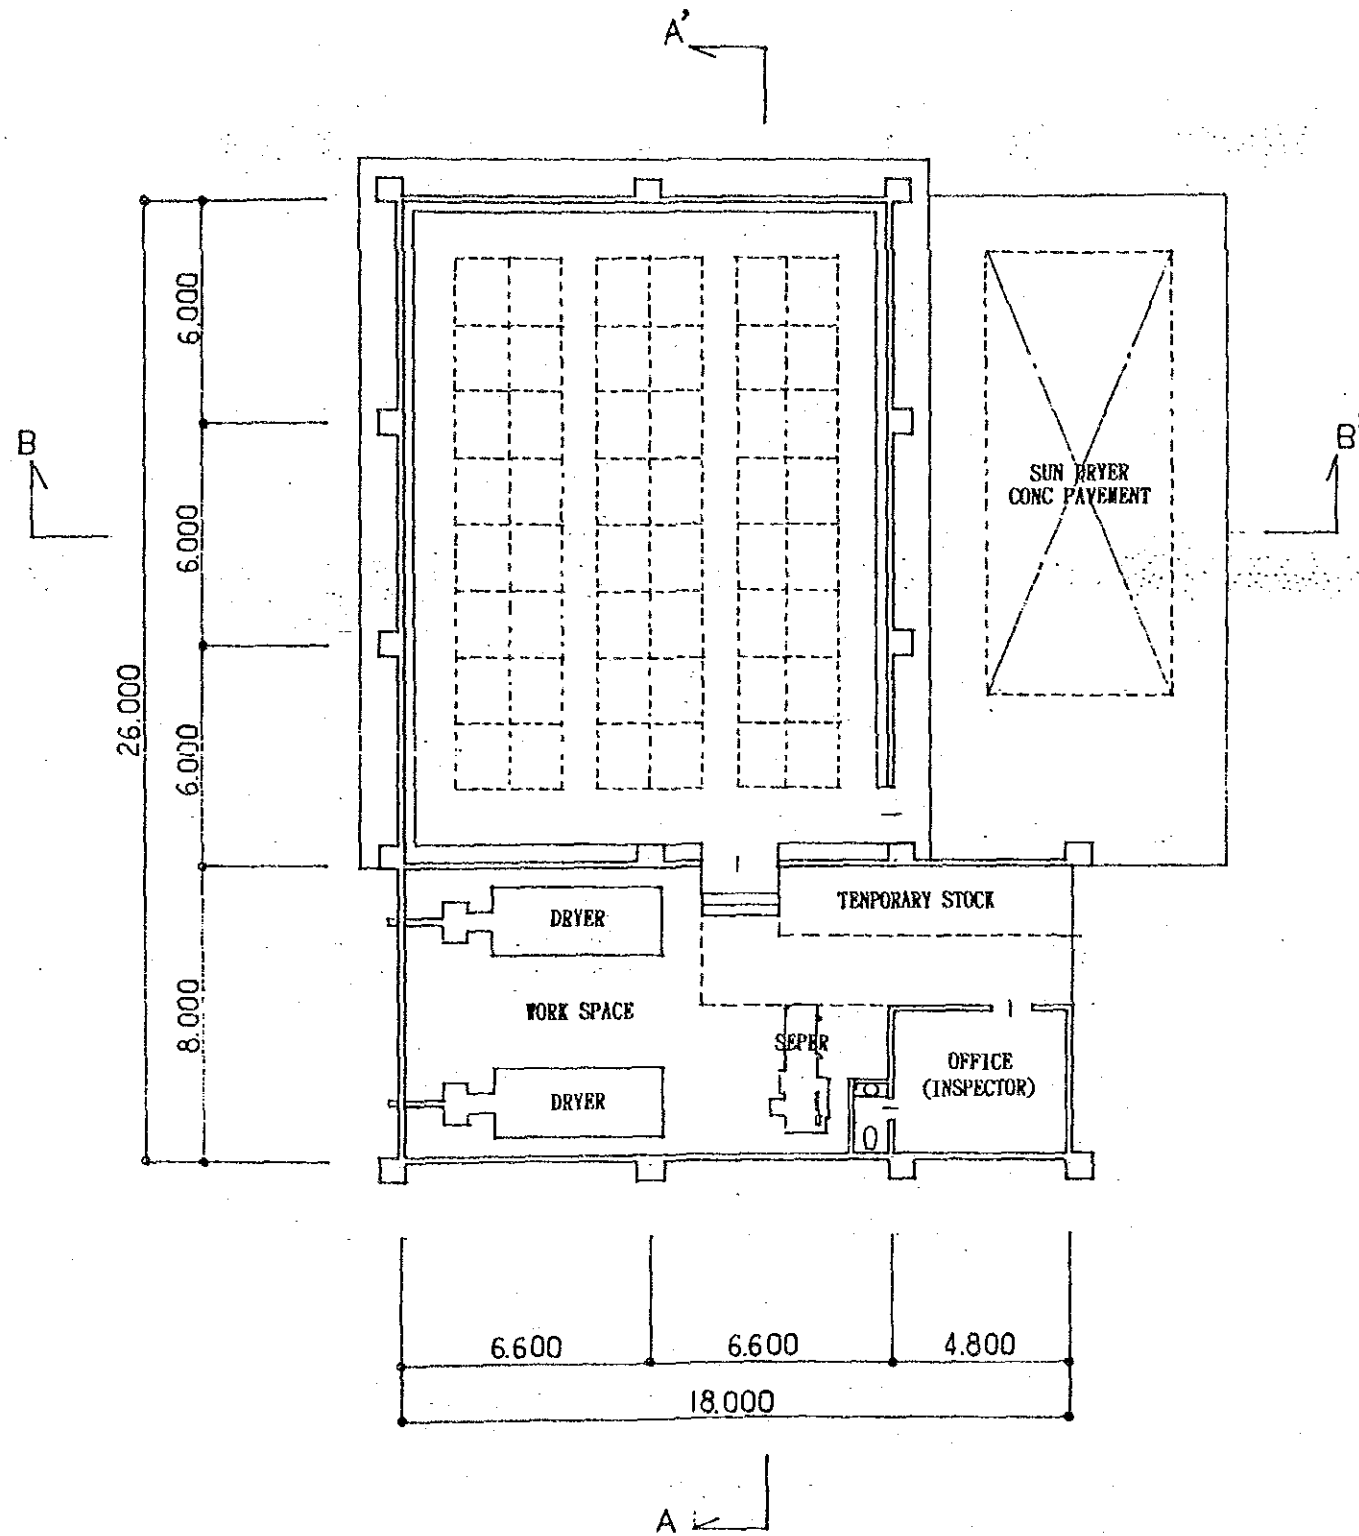 A'
6.000
B
B'
SUN DRYER
CONC PAVEMENT
6.000
26.000
6.000
DRYER
TENPORARY STOCK
8.000
WORK SPACE
SEPER
OFFICE
(INSPECTOR)
DRYER
6.600
6.600
4.800
18.000
A